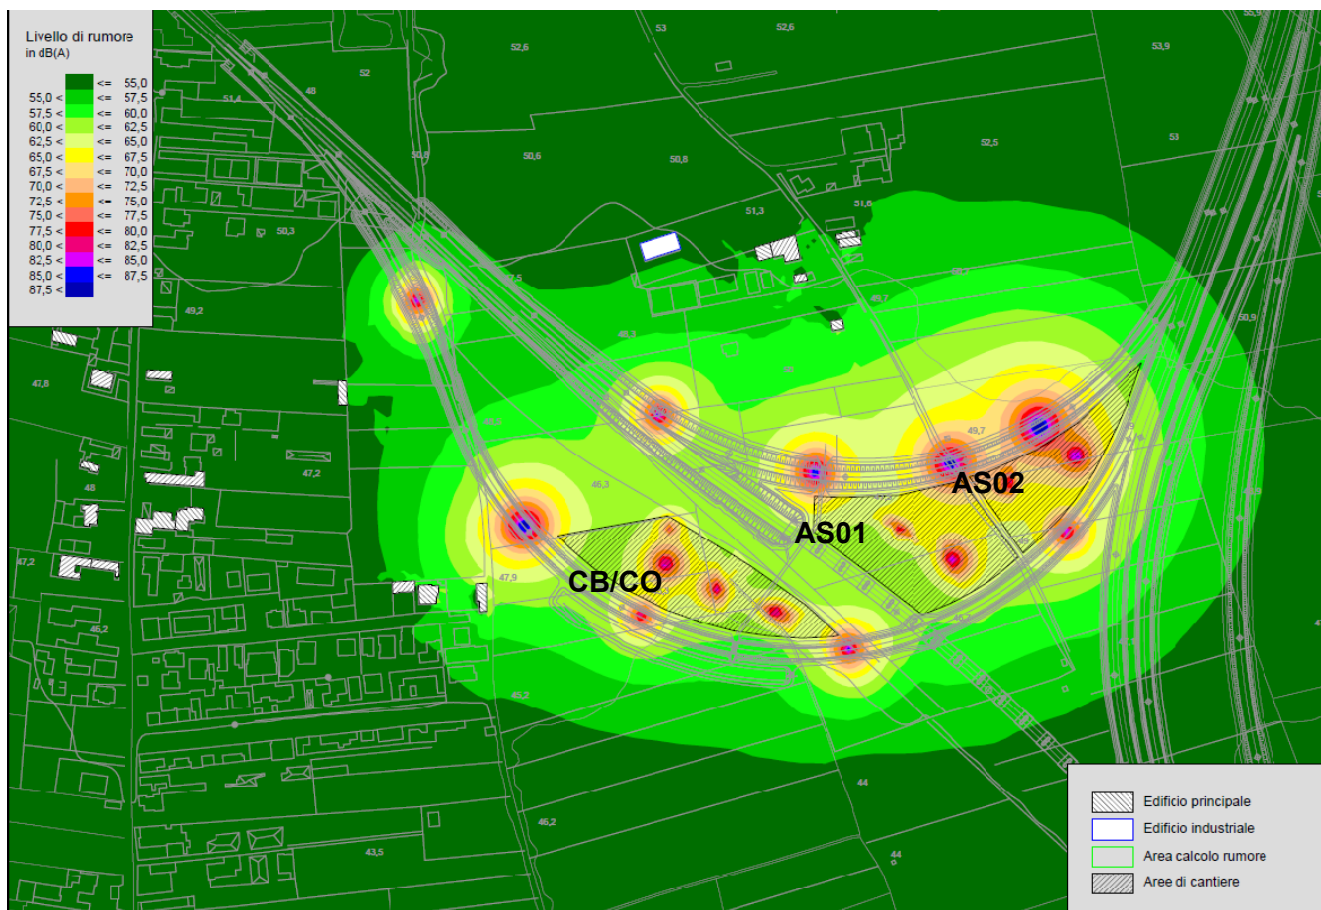 Livello di rumore
in dB(A)
<= 55,0
55,0 < <= 57,5
57,5 < <= 60,0
60,0 < <= 62,5
62,5 < <= 65,0
65,0 < <= 67,5
67,5 < <= 70,0
70,0 < <= 72,5
72,5 < <= 75,0
75,0 < <= 77,5
77,5 < <= 80,0
80,0 < <= 82,5
82,5 < <= 85,0
85,0 < <= 87,5
87,5 <
53
52,6
52,6
53,9
52
48
51,4
50,8
50,6
50,8
52,5
53
51,3
51,6
50,3
49,2
49,7
50,9
47,8
49,7
47,2
46,3
48
AS02
AS01
47,2
47,9
CB/CO
45,2
46,2
44
43,5
44
Edificio principale
Edificio industriale
Area calcolo rumore
Aree di cantiere